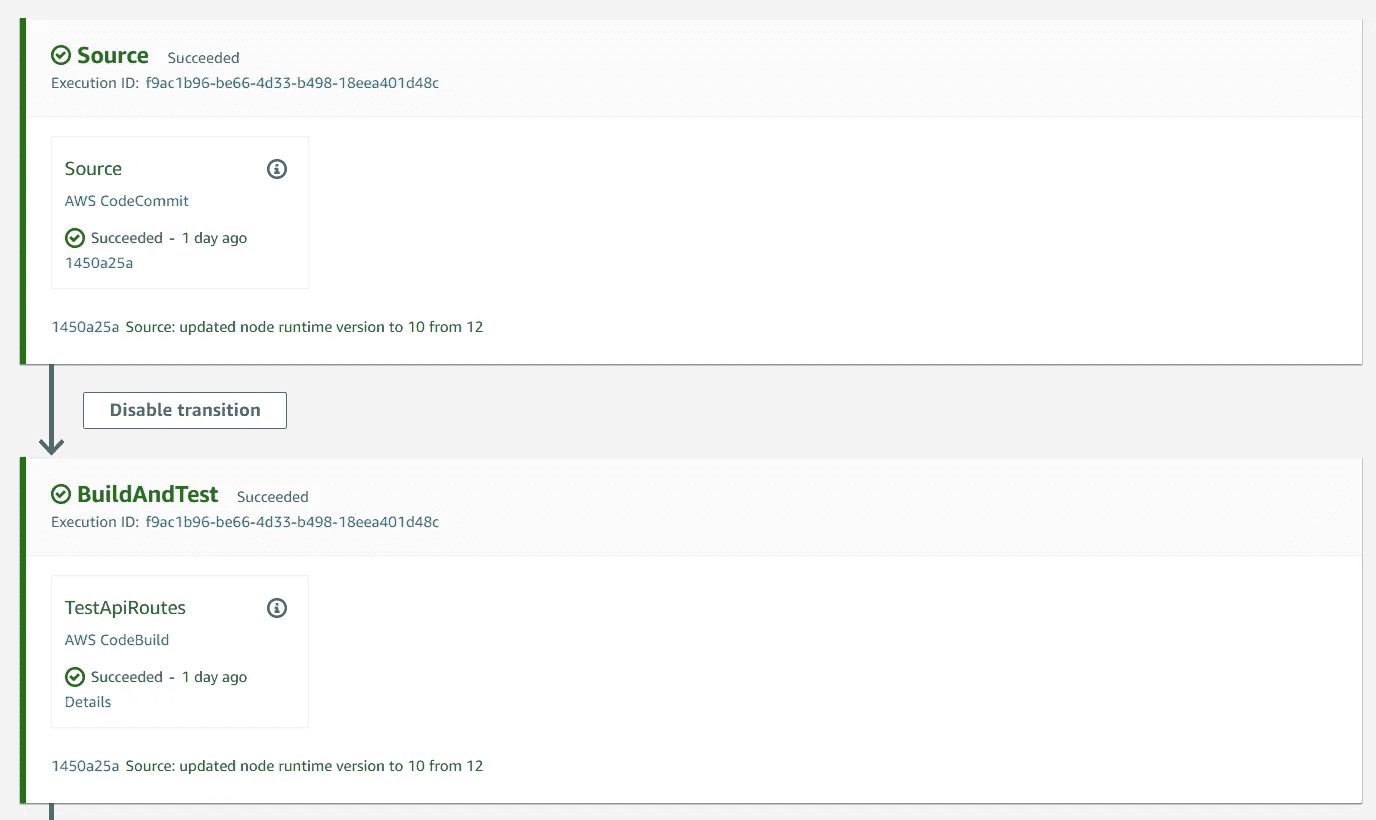 Source Succeeded
Execution ID: f9ac1b96-be66-4d33-b498-18eea401d48c
Source
AWS CodeCommit
Succeeded - 1 day ago
1450a25a
1450a25a Source: updated node runtime version to 10 from 12
Disable transition
BuildAndTest Succeeded
Execution ID: f9ac1b96-be66-4d33-b498-18eea401d48c
TestApiRoutes
AWS CodeBuild
Succeeded - 1 day ago
Details
1450a25a Source: updated node runtime version to 10 from 12